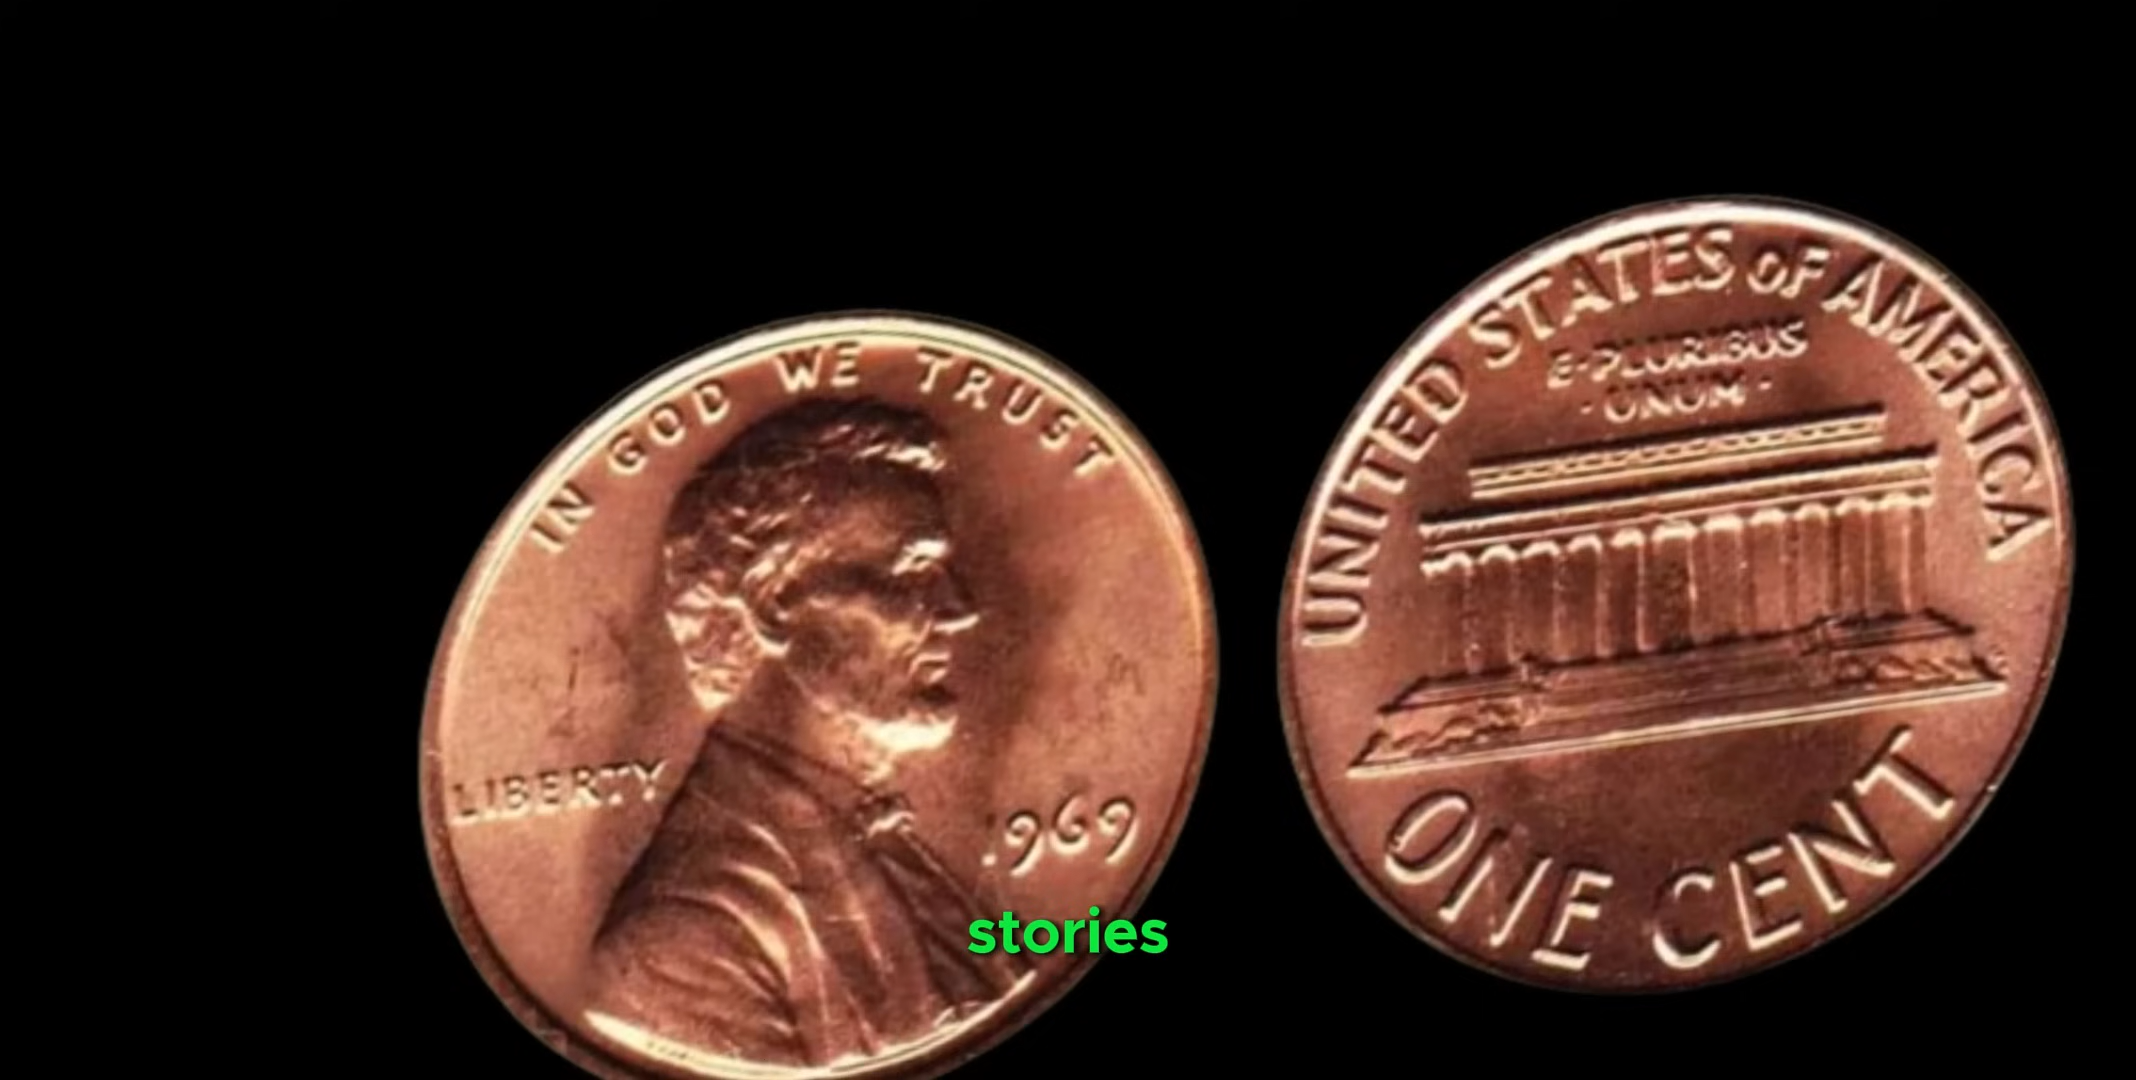 IN GOD WE TRUST
LIBERTY
1969
UNITED STATES OF AMERICA
E·PLURIBUS
·UNUM·
ONE CENT
stories